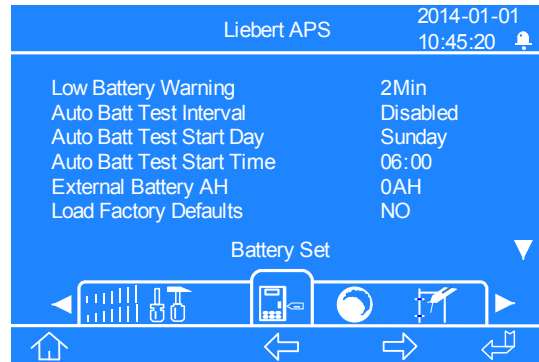 Liebert APS
2014-01-01
10:45:20
Low Battery Warning 2Min
Auto Batt Test Interval Disabled
Auto Batt Test Start Day Sunday
Auto Batt Test Start Time 06:00
External Battery AH 0AH
Load Factory Defaults NO
Battery Set